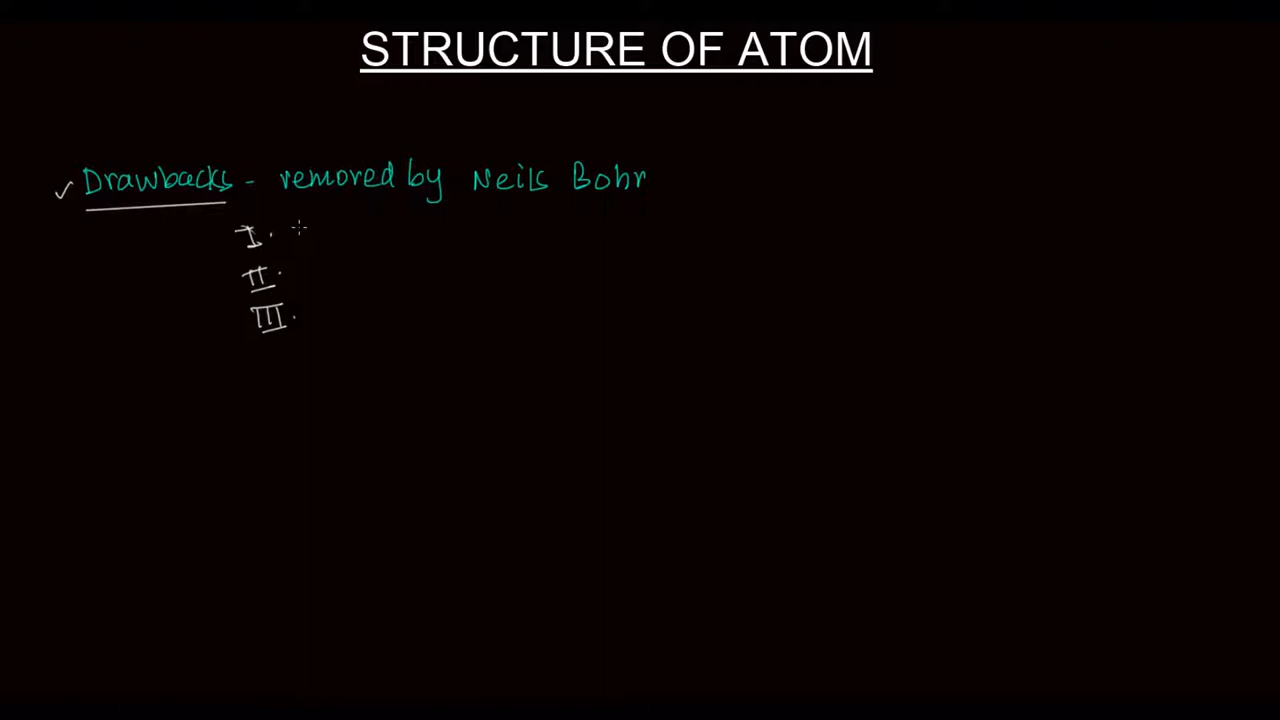 STRUCTURE OF ATOM
Drawbacks - removed by Neils Bohr
I.
II.
III.